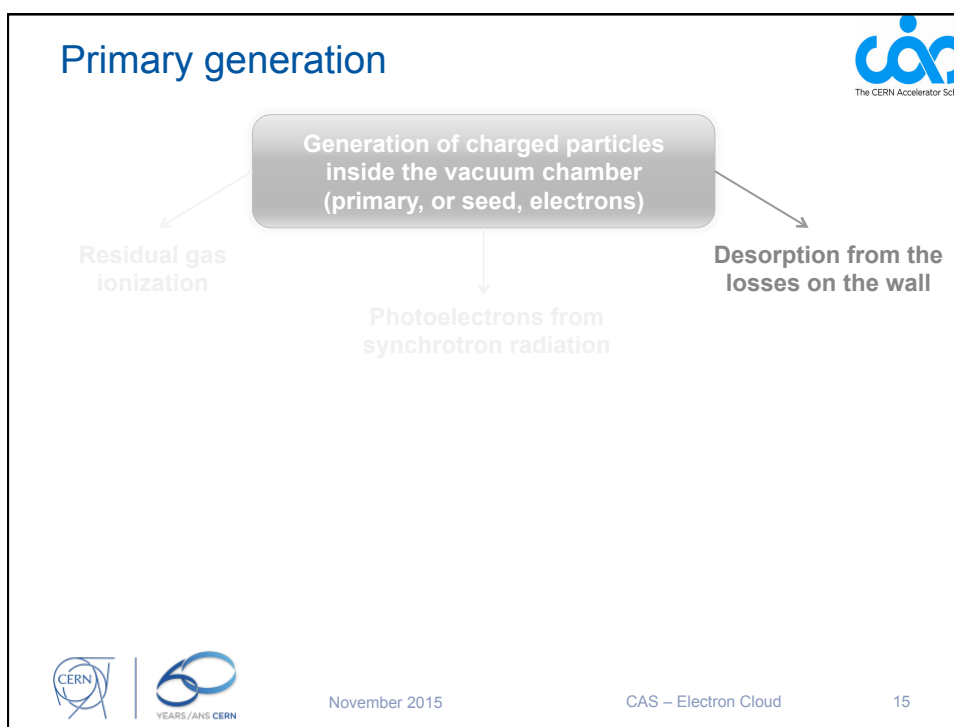 Primary generation
The CERN Accelerator Sch
Generation of charged particles
inside the vacuum chamber
(primary, or seed, electrons)
Residual gas
ionization
Desorption from the
losses on the wall
Photoelectrons from
synchrotron radiation
CERN
60
YEARS/ANS CERN
November 2015
CAS – Electron Cloud
15